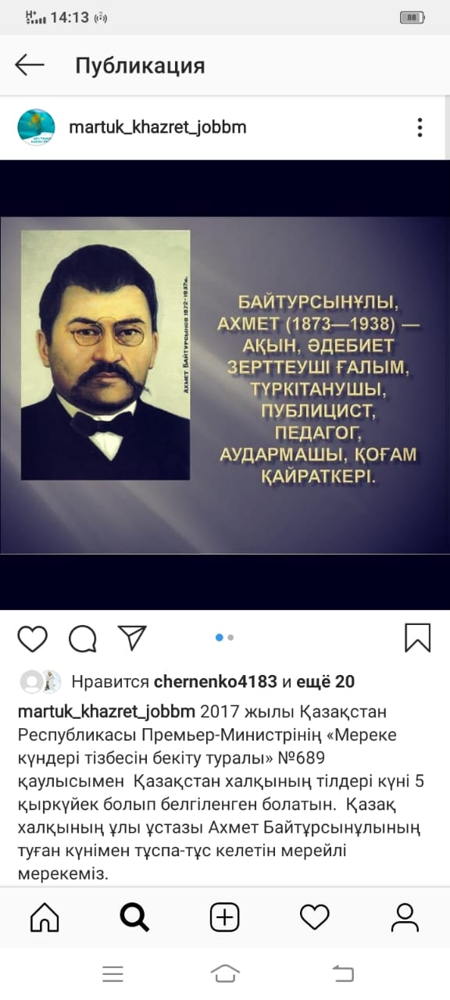 14:13
88
Публикация
martuk_khazret_jobbm
АХМЕТ БАЙТУРСЫНОВ 1872-1937ж.
БАЙТУРСЫНҰЛЫ,
АХМЕТ (1873—1938) —
АҚЫН, ӘДЕБИЕТ
ЗЕРТТЕУШІ ҒАЛЫМ,
ТҮРКІТАНУШЫ,
ПУБЛИЦИСТ,
ПЕДАГОГ,
АУДАРМАШЫ, ҚОҒАМ
ҚАЙРАТКЕРІ.
Нравится chernenko4183 и ещё 20
martuk_khazret_jobbm 2017 жылы Қазақстан
Республикасы Премьер-Министрінің «Мереке
күндері тізбесін бекіту туралы» №689
қаулысымен Қазақстан халқының тілдері күні 5
қыркүйек болып белгіленген болатын. Қазақ
халқының ұлы ұстазы Ахмет Байтұрсынұлының
туған күнімен тұспа-тұс келетін мерейлі
мерекеміз.